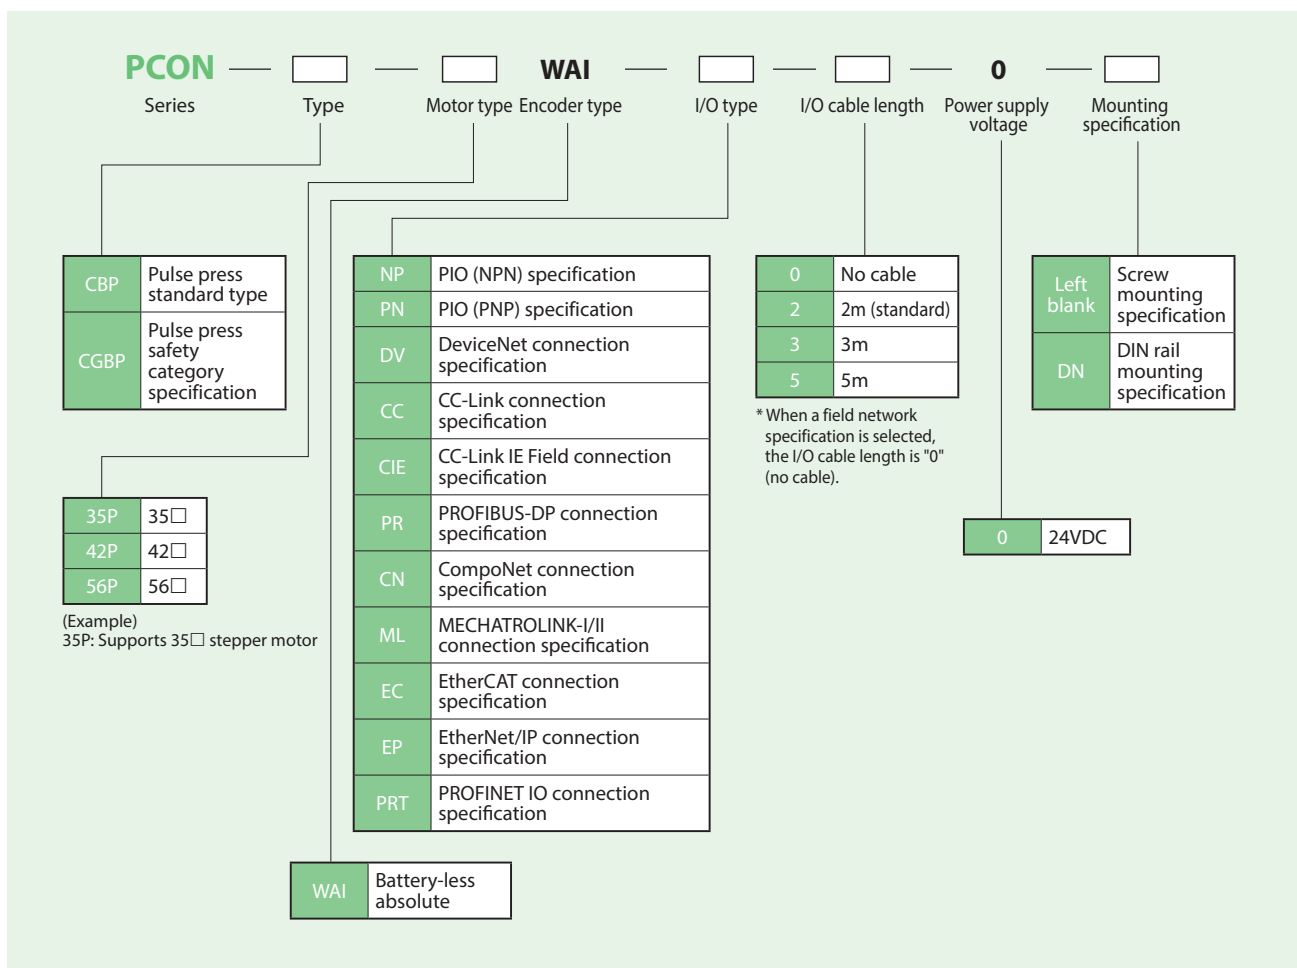 PCON — □ — □ WAI — □ — □ — 0 — □
Series Type Motor type Encoder type I/O type I/O cable length Power supply voltage Mounting specification
CBP Pulse press standard type
CGBP Pulse press safety category specification
35P 35□
42P 42□
56P 56□
(Example)
35P: Supports 35□ stepper motor
WAI Battery-less absolute
NP PIO (NPN) specification
PN PIO (PNP) specification
DV DeviceNet connection specification
CC CC-Link connection specification
CIE CC-Link IE Field connection specification
PR PROFIBUS-DP connection specification
CN CompoNet connection specification
ML MECHATROLINK-I/II connection specification
EC EtherCAT connection specification
EP EtherNet/IP connection specification
PRT PROFINET IO connection specification
0 No cable
2 2m (standard)
3 3m
5 5m
* When a field network
specification is selected,
the I/O cable length is "0"
(no cable).
0 24VDC
Left blank Screw mounting specification
DN DIN rail mounting specification